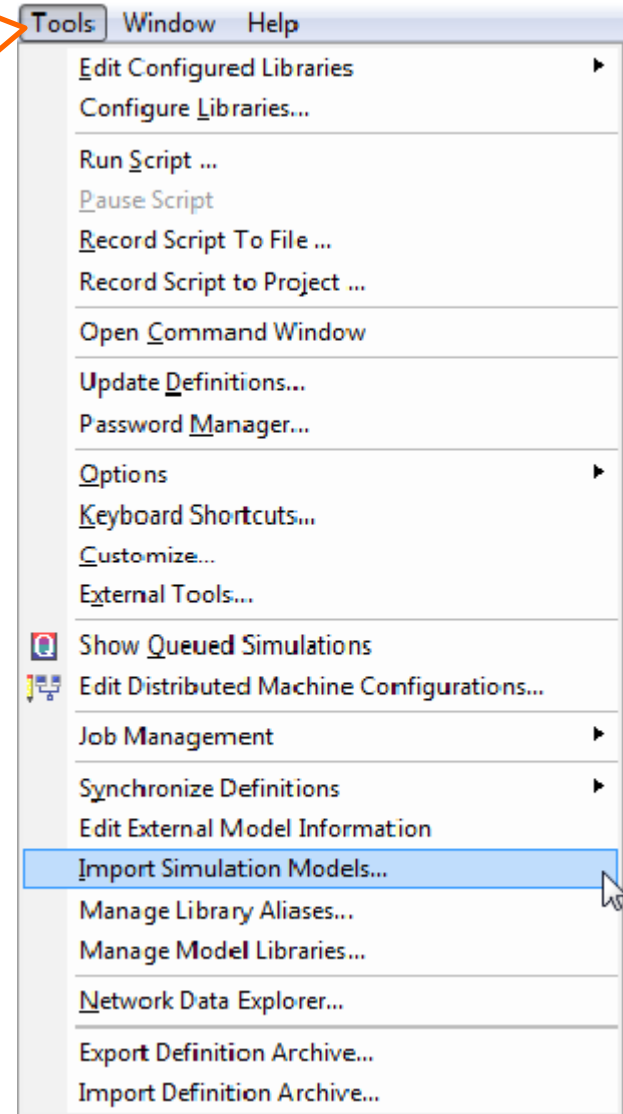 Tools Window Help
Edit Configured Libraries
Configure Libraries...
Run Script ...
Pause Script
Record Script To File ...
Record Script to Project ...
Open Command Window
Update Definitions...
Password Manager...
Options
Keyboard Shortcuts...
Customize...
External Tools...
Q Show Queued Simulations
Edit Distributed Machine Configurations...
Job Management
Synchronize Definitions
Edit External Model Information
Import Simulation Models...
Manage Library Aliases...
Manage Model Libraries...
Network Data Explorer...
Export Definition Archive...
Import Definition Archive...